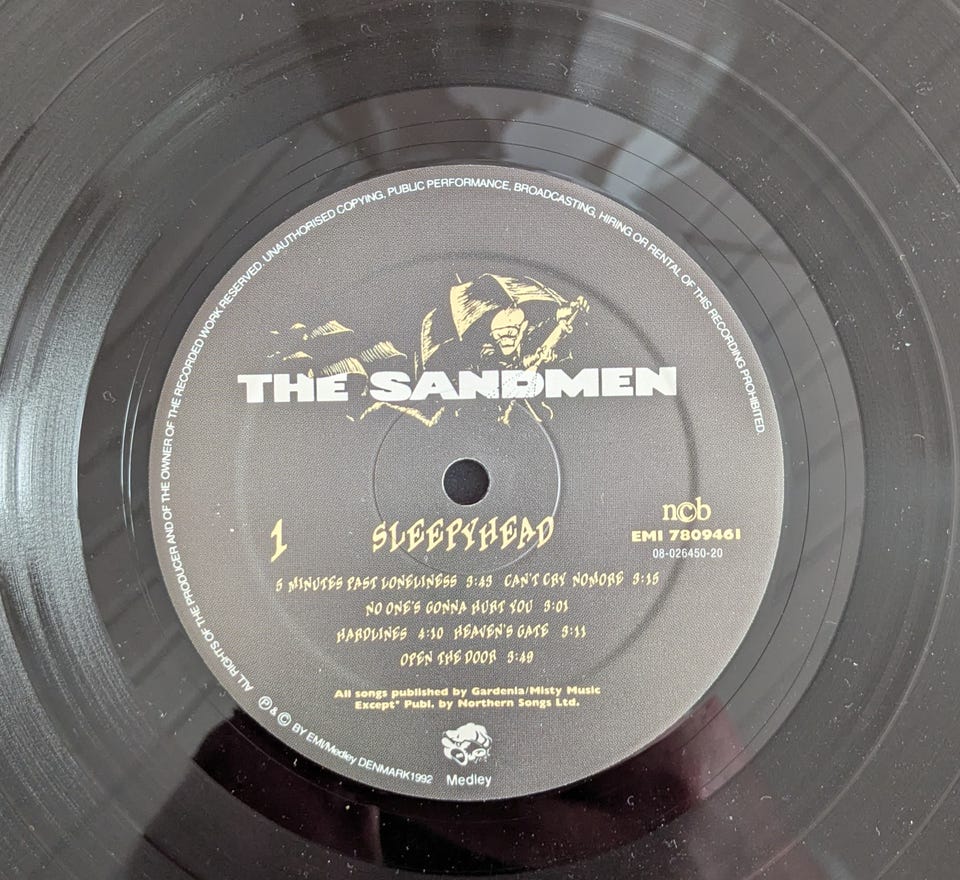 ALL RIGHTS OF THE PRODUCER AND OF THE OWNER OF THE RECORDED WORK RESERVED. UNAUTHORISED COPYING, PUBLIC PERFORMANCE, BROADCASTING, HIRING OR RENTAL OF THIS RECORDING PROHIBITED.
THE SANDMEN
n©b
EMI 7809461
08-026450-20
1 SLEEPYHEAD
5 MINUTES PAST LONELINESS 3:43 CAN'T CRY NOMORE 3:15
NO ONE'S GONNA HURT YOU 3:01
HARDLINES 4:10 HEAVEN'S GATE 3:11
OPEN THE DOOR 3:49
All songs published by Gardenia/Misty Music
Except* Publ. by Northern Songs Ltd.
Medley
Ⓟ & © BY EMI/Medley DENMARK1992